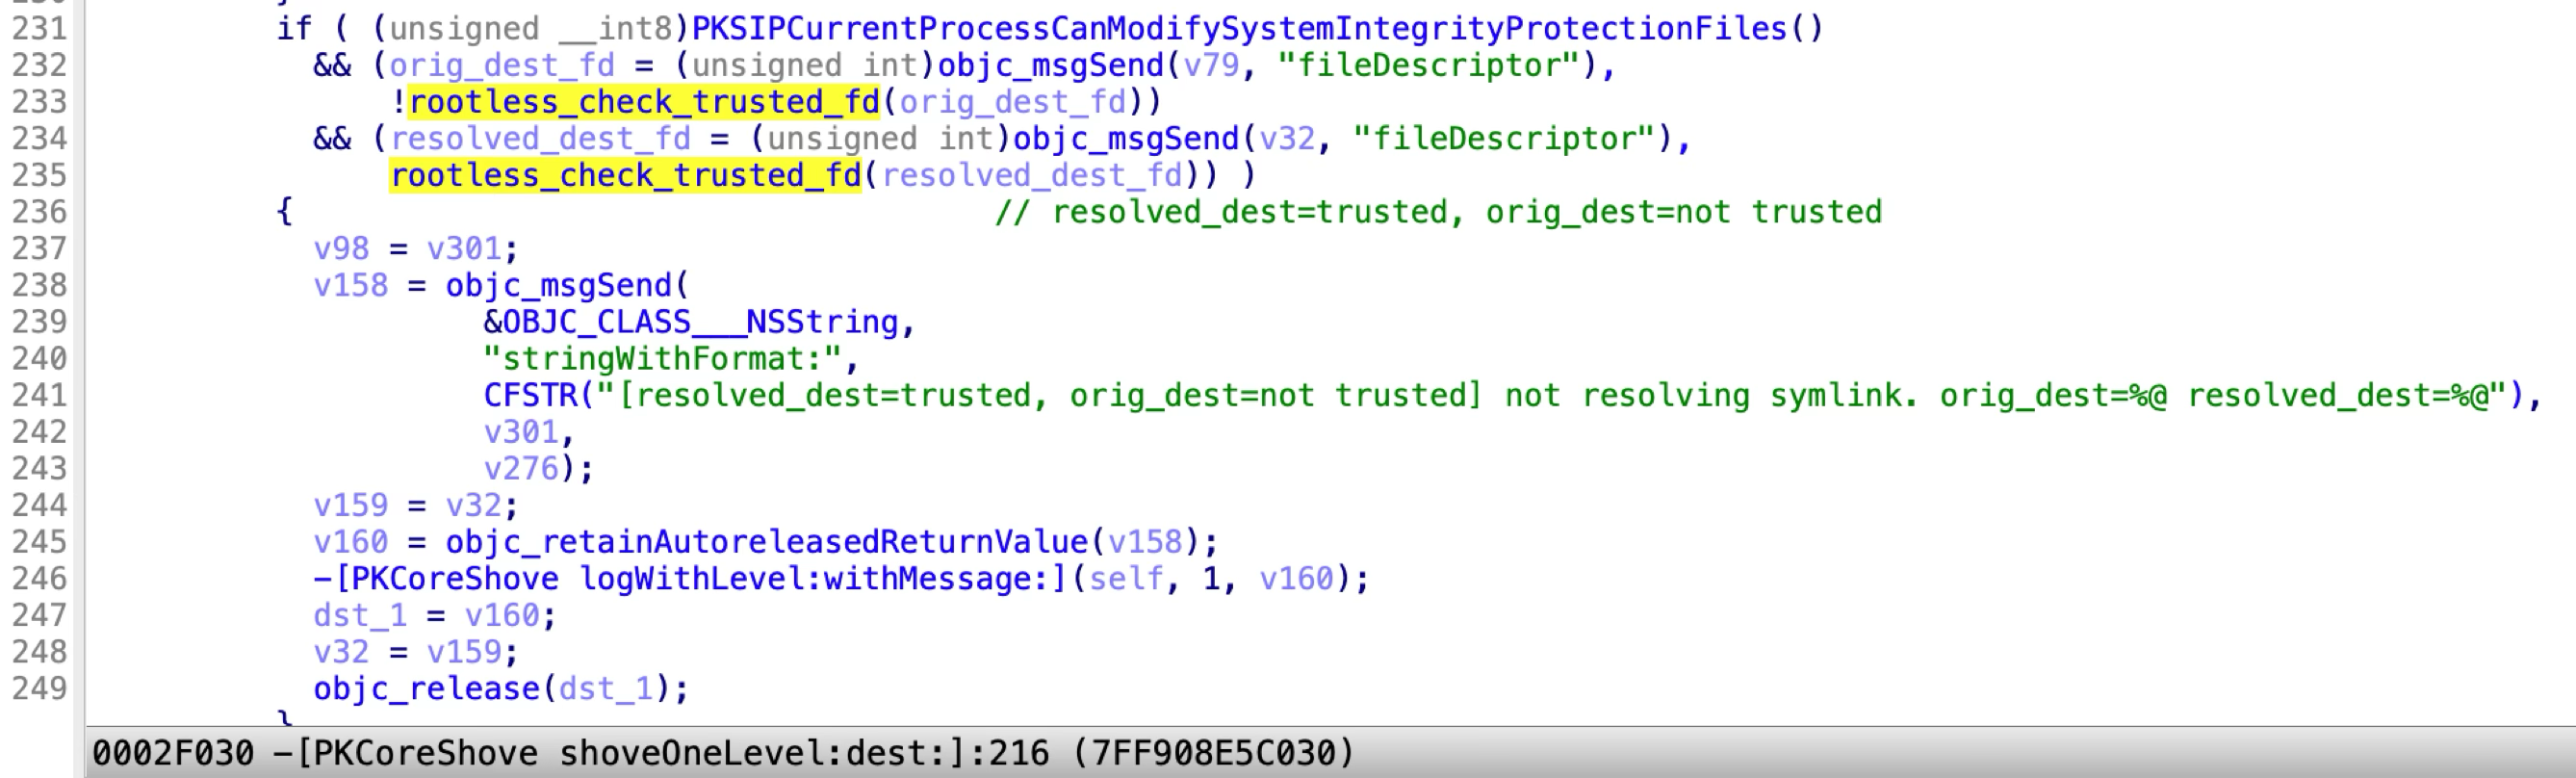 231 if ( (unsigned __int8)PKSIPCurrentProcessCanModifySystemIntegrityProtectionFiles()
232 && (orig_dest_fd = (unsigned int)objc_msgSend(v79, "fileDescriptor"),
233 !rootless_check_trusted_fd(orig_dest_fd))
234 && (resolved_dest_fd = (unsigned int)objc_msgSend(v32, "fileDescriptor"),
235 rootless_check_trusted_fd(resolved_dest_fd)) )
236 { // resolved_dest=trusted, orig_dest=not trusted
237 v98 = v301;
238 v158 = objc_msgSend(
239 &OBJC_CLASS___NSString,
240 "stringWithFormat:",
241 CFSTR("[resolved_dest=trusted, orig_dest=not trusted] not resolving symlink. orig_dest=%@ resolved_dest=%@"),
242 v301,
243 v276);
244 v159 = v32;
245 v160 = objc_retainAutoreleasedReturnValue(v158);
246 -[PKCoreShove logWithLevel:withMessage:](self, 1, v160);
247 dst_1 = v160;
248 v32 = v159;
249 objc_release(dst_1);
}
0002F030 -[PKCoreShove shoveOneLevel:dest:]:216 (7FF908E5C030)